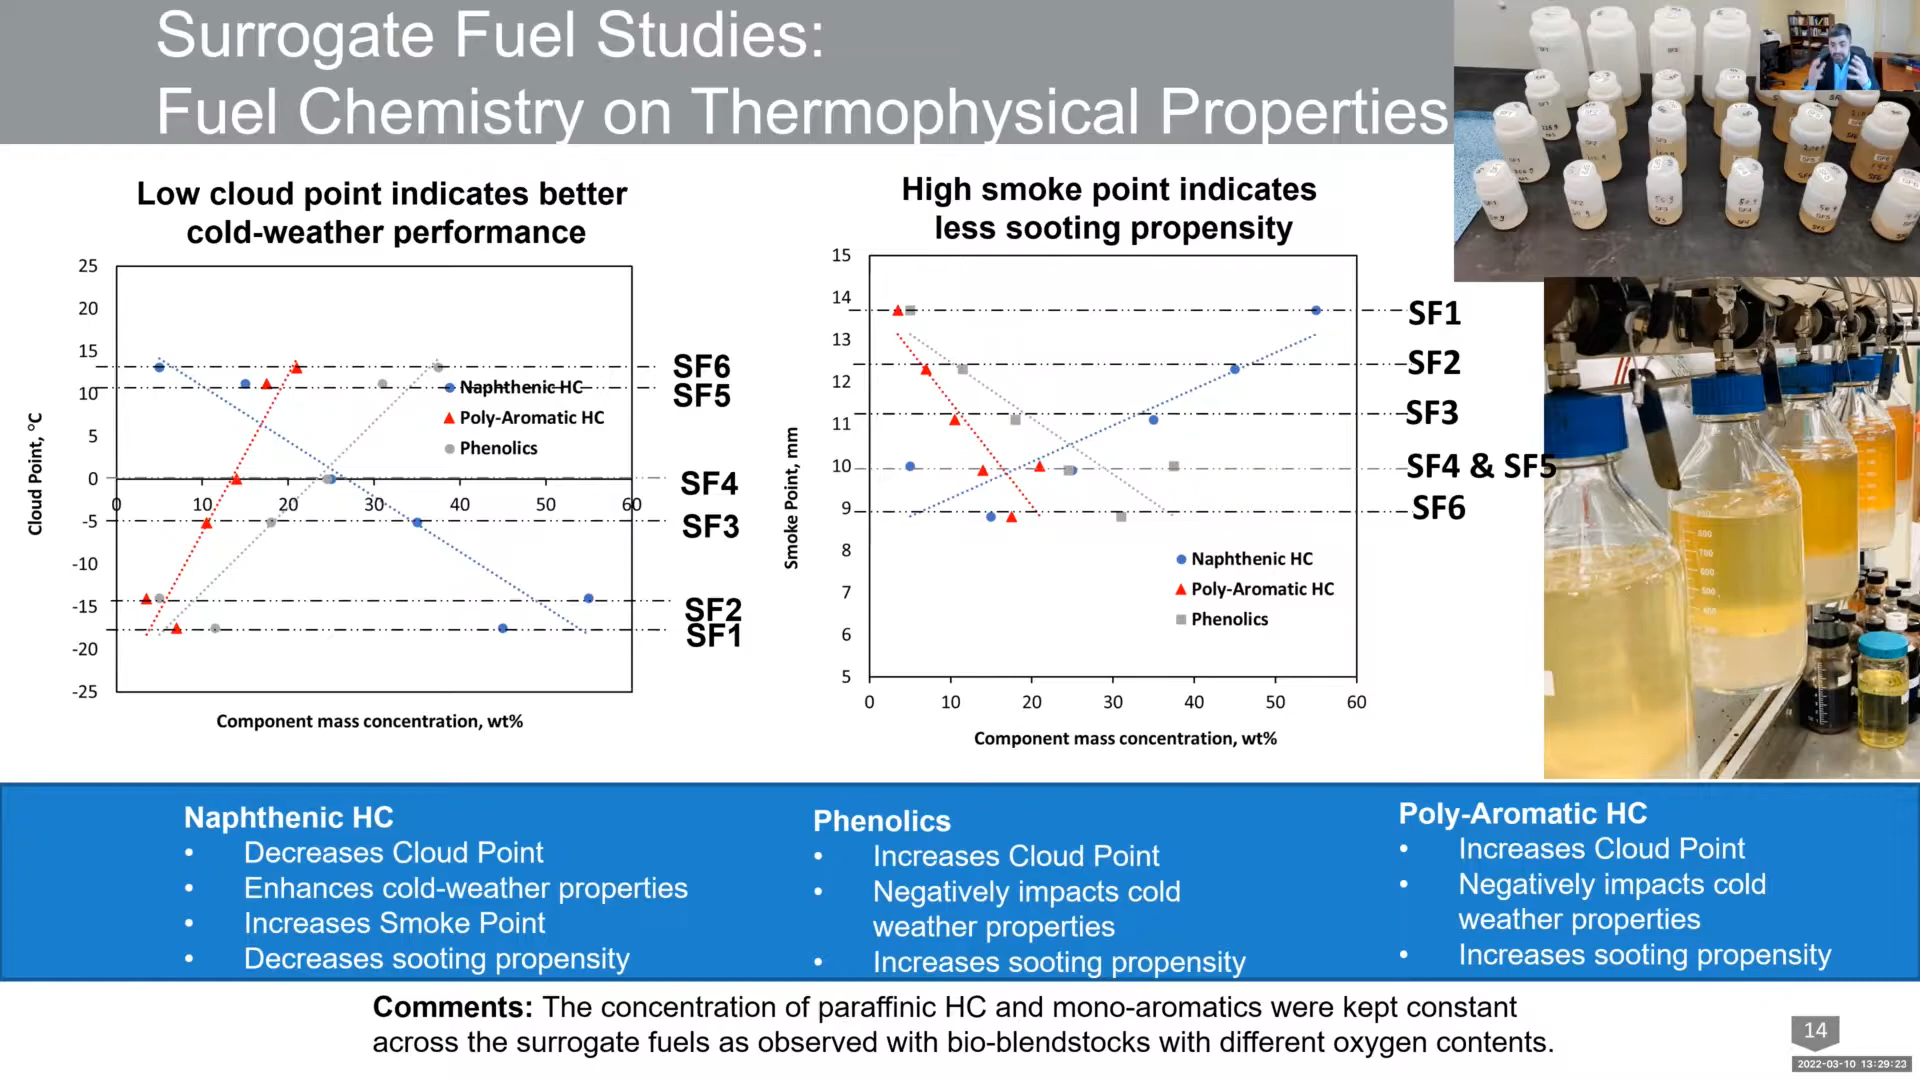 Surrogate Fuel Studies:
Fuel Chemistry on Thermophysical Properties
Low cloud point indicates better
cold-weather performance
25
20
15
10
5
0
-5
-10
-15
-20
-25
0
10
20
30
40
50
60
Cloud Point, °C
Component mass concentration, wt%
Naphthenic HC
Poly-Aromatic HC
Phenolics
SF6
SF5
SF4
SF3
SF2
SF1
High smoke point indicates
less sooting propensity
15
14
13
12
11
10
9
8
7
6
5
0
10
20
30
40
50
60
Smoke Point, mm
Component mass concentration, wt%
Naphthenic HC
Poly-Aromatic HC
Phenolics
SF1
SF2
SF3
SF4 & SF5
SF6
Naphthenic HC
• Decreases Cloud Point
• Enhances cold-weather properties
• Increases Smoke Point
• Decreases sooting propensity
Phenolics
• Increases Cloud Point
• Negatively impacts cold
weather properties
• Increases sooting propensity
Poly-Aromatic HC
• Increases Cloud Point
• Negatively impacts cold
weather properties
• Increases sooting propensity
Comments: The concentration of paraffinic HC and mono-aromatics were kept constant
across the surrogate fuels as observed with bio-blendstocks with different oxygen contents.
14
2022-03-10 13:29:23